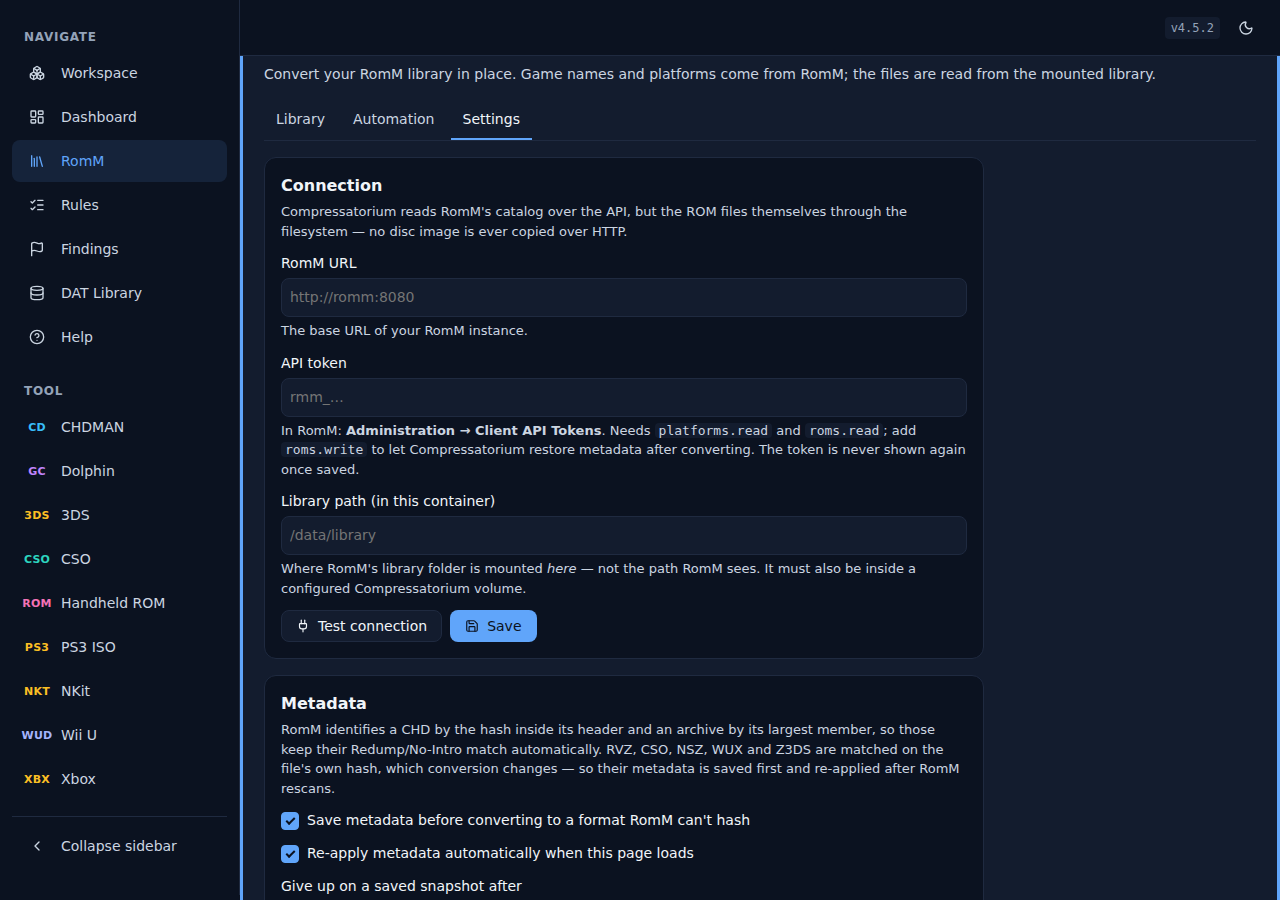 NAVIGATE
Workspace
Dashboard
RomM
Rules
Findings
DAT Library
Help
TOOL
CD CHDMAN
GC Dolphin
3DS 3DS
CSO CSO
ROM Handheld ROM
PS3 PS3 ISO
NKT NKit
WUD Wii U
XBX Xbox
Collapse sidebar
v4.5.2
Convert your RomM library in place. Game names and platforms come from RomM; the files are read from the mounted library.
Library Automation Settings
Connection
Compressatorium reads RomM's catalog over the API, but the ROM files themselves through the
filesystem — no disc image is ever copied over HTTP.
RomM URL
http://romm:8080
The base URL of your RomM instance.
API token
rmm_…
In RomM: Administration → Client API Tokens. Needs platforms.read and roms.read; add
roms.write to let Compressatorium restore metadata after converting. The token is never shown again
once saved.
Library path (in this container)
/data/library
Where RomM's library folder is mounted here — not the path RomM sees. It must also be inside a
configured Compressatorium volume.
Test connection Save
Metadata
RomM identifies a CHD by the hash inside its header and an archive by its largest member, so those
keep their Redump/No-Intro match automatically. RVZ, CSO, NSZ, WUX and Z3DS are matched on the
file's own hash, which conversion changes — so their metadata is saved first and re-applied after RomM
rescans.
Save metadata before converting to a format RomM can't hash
Re-apply metadata automatically when this page loads
Give up on a saved snapshot after